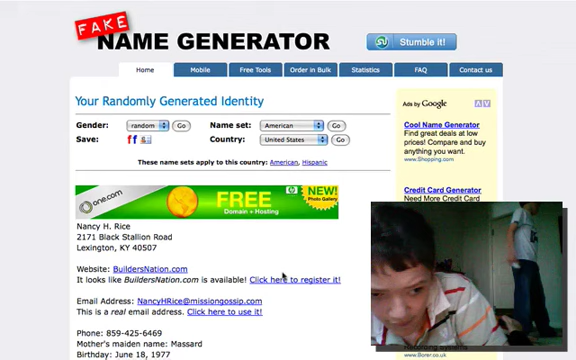 FAKE
NAME GENERATOR
Stumble it!
Home Mobile Free Tools Order in Bulk Statistics FAQ Contact us
Your Randomly Generated Identity
Gender: random Go Name set: American Go
Save: Country: United States Go
These name sets apply to this country: American, Hispanic
one.com FREE Domain + Hosting NEW! Photo Gallery
Nancy H. Rice
2171 Black Stallion Road
Lexington, KY 40507
Website: BuildersNation.com
It looks like BuildersNation.com is available! Click here to register it!
Email Address: NancyHRice@missiongossip.com
This is a real email address. Click here to use it!
Phone: 859-425-6469
Mother's maiden name: Massard
Birthday: June 18, 1977
Ads by Google
Cool Name Generator
Find great deals at low
prices! Compare and buy
anything you want.
www.Shopping.com
Credit Card Generator
Need More Credit Card
www.Borer.co.uk